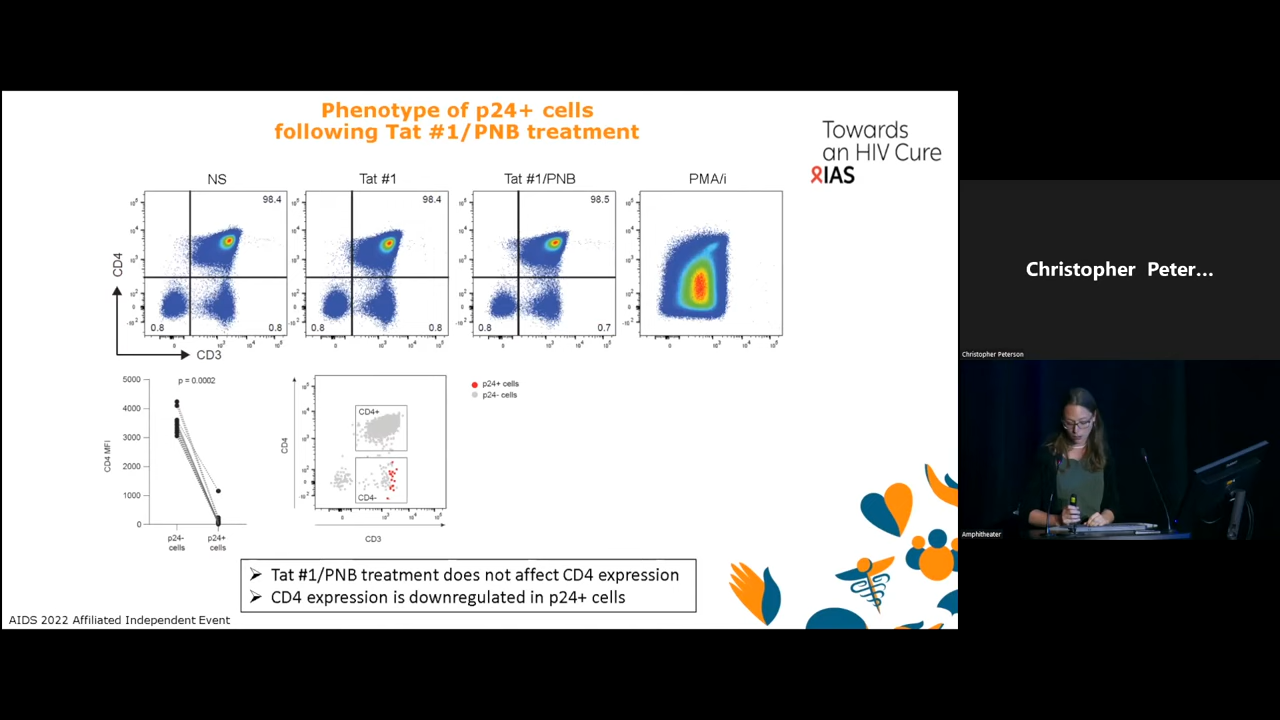 Phenotype of p24+ cells
following Tat #1/PNB treatment
Towards
an HIV Cure
IAS
NS
Tat #1
Tat #1/PNB
PMA/i
98.4
98.4
98.5
0.8
0.8
0.8
0.8
0.8
0.7
CD4
CD3
p = 0.0002
5000
4000
3000
2000
1000
0
CD4 MFI
p24-
cells
p24+
cells
CD4
CD4+
CD4-
CD3
p24+ cells
p24- cells
Tat #1/PNB treatment does not affect CD4 expression
CD4 expression is downregulated in p24+ cells
AIDS 2022 Affiliated Independent Event
Christopher Peter...
Christopher Peterson
Amphitheater